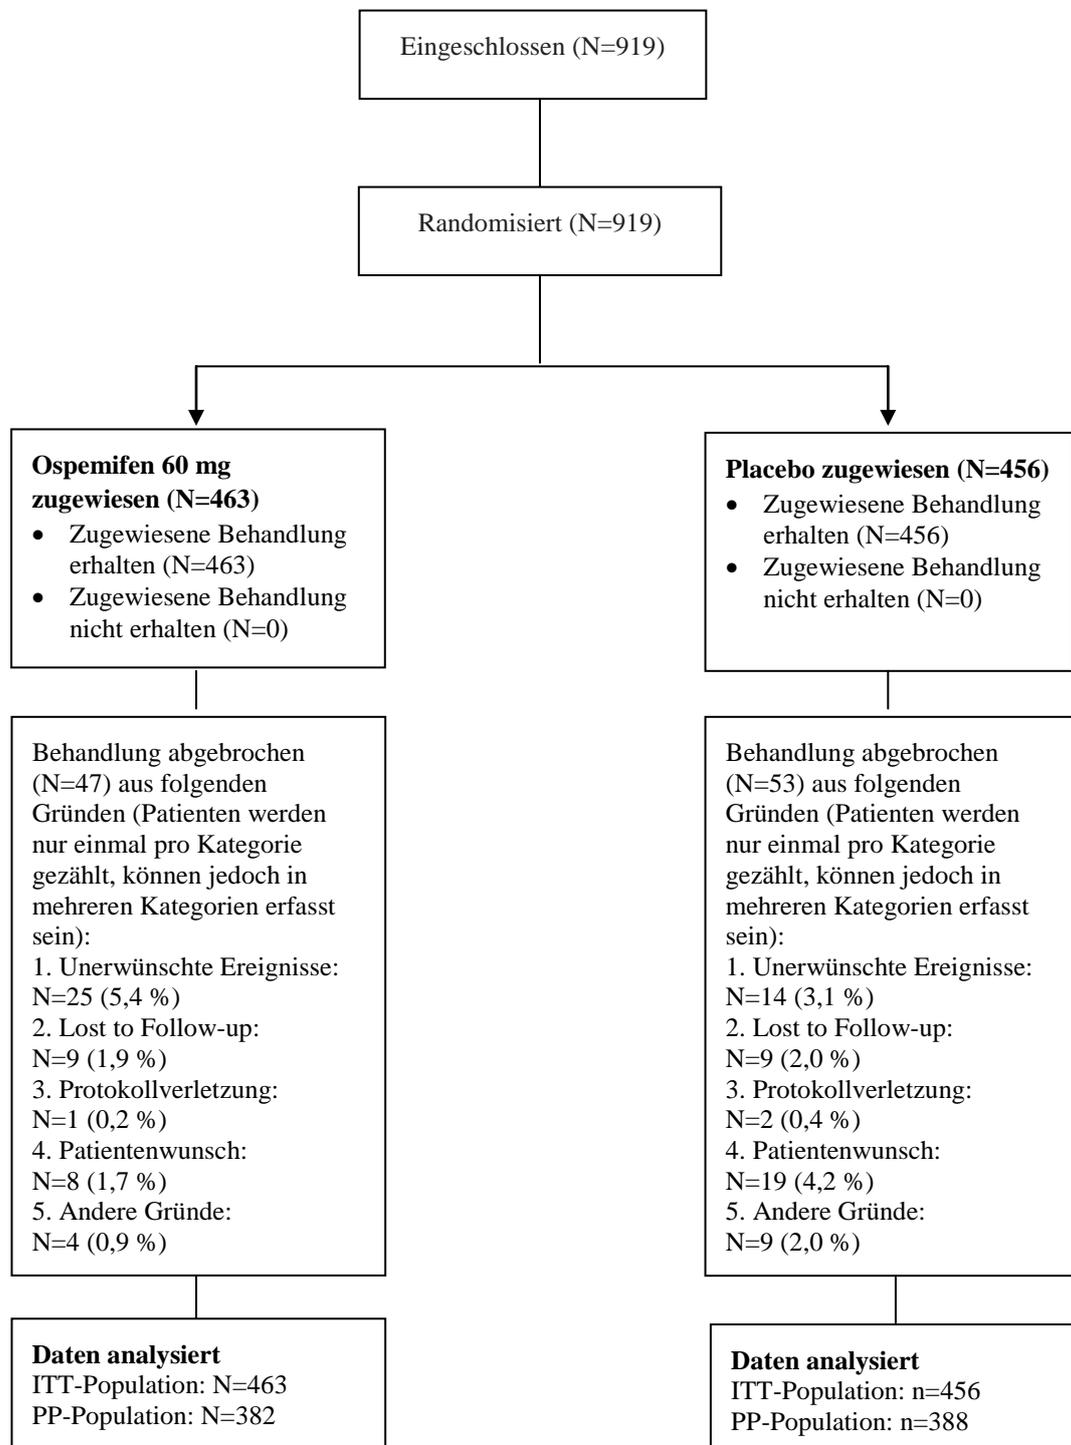 Eingeschlossen (N=919)
Randomisiert (N=919)
Ospemifen 60 mg
zugewiesen (N=463)
• Zugewiesene Behandlung
erhalten (N=463)
• Zugewiesene Behandlung
nicht erhalten (N=0)
Placebo zugewiesen (N=456)
• Zugewiesene Behandlung
erhalten (N=456)
• Zugewiesene Behandlung
nicht erhalten (N=0)
Behandlung abgebrochen
(N=47) aus folgenden
Gründen (Patienten werden
nur einmal pro Kategorie
gezählt, können jedoch in
mehreren Kategorien erfasst
sein):
1. Unerwünschte Ereignisse:
N=25 (5,4 %)
2. Lost to Follow-up:
N=9 (1,9 %)
3. Protokollverletzung:
N=1 (0,2 %)
4. Patientenwunsch:
N=8 (1,7 %)
5. Andere Gründe:
N=4 (0,9 %)
Behandlung abgebrochen
(N=53) aus folgenden
Gründen (Patienten werden
nur einmal pro Kategorie
gezählt, können jedoch in
mehreren Kategorien erfasst
sein):
1. Unerwünschte Ereignisse:
N=14 (3,1 %)
2. Lost to Follow-up:
N=9 (2,0 %)
3. Protokollverletzung:
N=2 (0,4 %)
4. Patientenwunsch:
N=19 (4,2 %)
5. Andere Gründe:
N=9 (2,0 %)
Daten analysiert
ITT-Population: N=463
PP-Population: N=382
Daten analysiert
ITT-Population: n=456
PP-Population: n=388